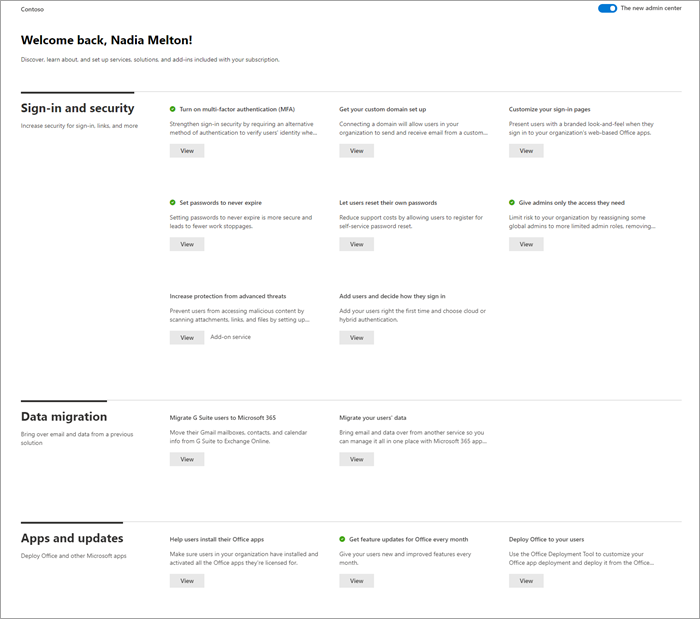 Contoso
The new admin center
Welcome back, Nadia Melton!
Discover, learn about, and set up services, solutions, and add-ins included with your subscription.
Sign-in and security
Increase security for sign-in, links, and more
Turn on multi-factor authentication (MFA)
Strengthen sign-in security by requiring an alternative
method of authentication to verify users' identity whe...
View
Get your custom domain set up
Connecting a domain will allow users in your
organization to send and receive email from a custom...
View
Customize your sign-in pages
Present users with a branded look-and-feel when they
sign in to your organization's web-based Office apps.
View
Set passwords to never expire
Setting passwords to never expire is more secure and
leads to fewer work stoppages.
View
Let users reset their own passwords
Reduce support costs by allowing users to register for
self-service password reset.
View
Give admins only the access they need
Limit risk to your organization by reassigning some
global admins to more limited admin roles, removing...
View
Increase protection from advanced threats
Prevent users from accessing malicious content by
scanning attachments, links, and files by setting up...
View
Add-on service
Add users and decide how they sign in
Add your users right the first time and choose cloud or
hybrid authentication.
View
Data migration
Bring over email and data from a previous
solution
Migrate G Suite users to Microsoft 365
Move their Gmail mailboxes, contacts, and calendar
info from G Suite to Exchange Online.
View
Migrate your users' data
Bring email and data over from another service so you
can manage it all in one place with Microsoft 365 app...
View
Apps and updates
Deploy Office and other Microsoft apps
Help users install their Office apps
Make sure users in your organization have installed and
activated all the Office apps they're licensed for.
View
Get feature updates for Office every month
Give your users new and improved features every
month.
View
Deploy Office to your users
Use the Office Deployment Tool to customize your
Office app deployment and deploy it from the Office...
View